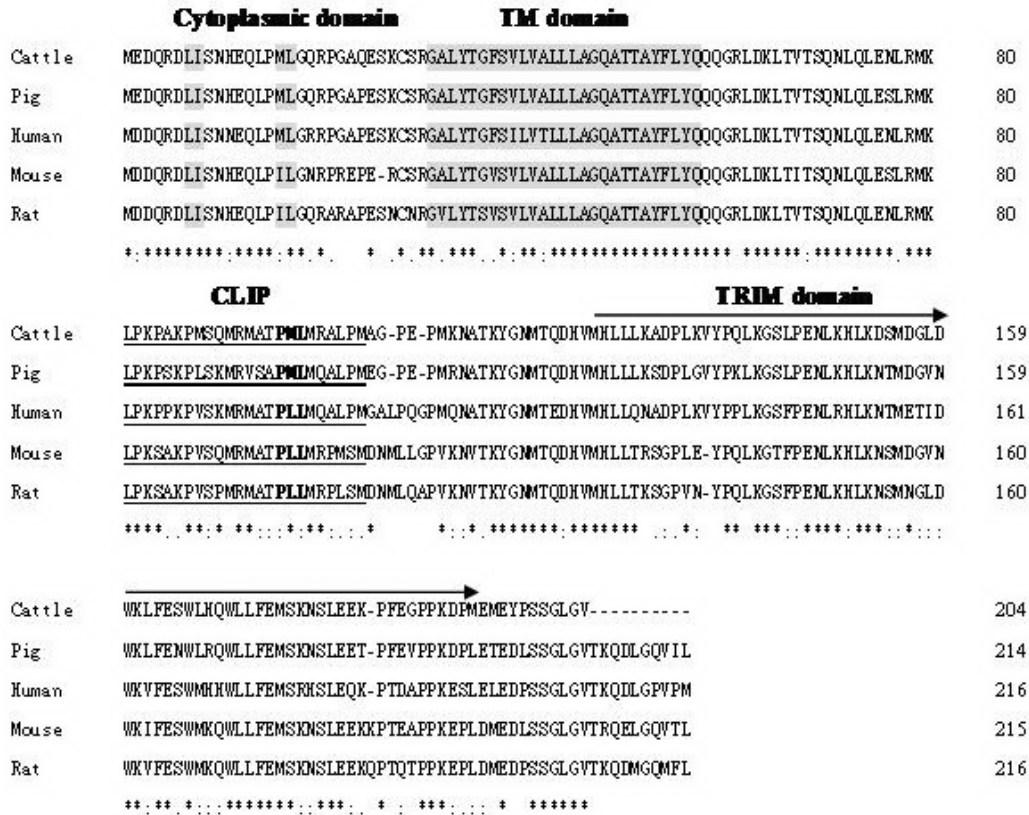 Cytoplasmic domain TM domain
Cattle MEDQRDLISNHEQLPMLGQRPGAQESKCSRGALYTGFSVLVALLLAGQATTAYFLYQQQGRLDKLTVTSQNLQLENLRMK 80
Pig MEDQRDLISNHEQLPMLGQRPGAPESKCSRGALYTGFSVLVALLLAGQATTAYFLYQQQGRLDKLTVTSQNLQLESLRMK 80
Human MDDQRDLISNNEQLPMLGRRPGAPESKCSRGALYTGFSILVTLLLAGQATTAYFLYQQQGRLDKLTVTSQNLQLENLRMK 80
Mouse MDDQRDLISNHEQLPILGNRPREPE-RCSRGALYTGVSVLVALLLAGQATTAYFLYQQQGRLDKLTITSQNLQLESLRMK 80
Rat MDDQRDLISNHEQLPILGQRARAPESNCNRGVLYTSVSVLVALLLAGQATTAYFLYQQQGRLDKLTVTSQNLQLENLRMK 80
*:********:****:**.*.*. * .*.**.***..*:**:********************.******:********.***
CLIP TRIM domain
Cattle LPKPAKPMSQMRMATPMLMRALPMAG-PE-PMKNATKYGNMTQDHVMHLLLKADPLKVYPQLKGSLPENLKHLKDSMDGLD 159
Pig LPKPSKPLSKMRVSAPMLMQALPMEG-PE-PMRNATKYGNMTQDHVMHLLLKSDPLGVYPKLKGSLPENLKHLKNTMDGVN 159
Human LPKPPKPVSKMRMATPLLMQALPMGALPQGPMQNATKYGNMTEDHVMHLLQNADPLKVYPPLKGSFPENLRHLKNTMETID 161
Mouse LPKSAKPVSQMRMATPLLMRPMSMDNMLLGPVKNVTKYGNMTQDHVMHLLTRSGPLE-YPQLKGTFPENLKHLKNSMDGVN 160
Rat LPKSAKPVSPMRMATPLLMRPLSMDNMLQAPVKNVTKYGNMTQDHVMHLLTKSGPVN-YPQLKGSFPENLKHLKNSMNGLD 160
****..**:* **:::*:**:.:.* *::*.*******:******* .:.*: ** ***::****:***::*:::
Cattle WKLFESWLHQWLLFEMSKNSLEEK-PFEGPPKDPMEMEYPSSGLGV---------- 204
Pig WKLFENWLRQWLLFEMSKNSLEET-PFEVPPKDPLETEDLSSGLGVTKQDLGQVIL 214
Human WKVFESWMHHWLLFEMSRHSLEQK-PTDAPPKESLELEDPSSGLGVTKQDLGPVPM 216
Mouse WKIFESWMKQWLLFEMSKNSLEEKKPTEAPPKEPLDMEDLSSGLGVTRQELGQVTL 215
Rat WKVFESWMKQWLLFEMSKNSLEEKQPTQTPPKEPLDMEDPSSGLGVTKQDMGQMFL 216
**:**.*:::*******::***:. * : ***:.:: * ******